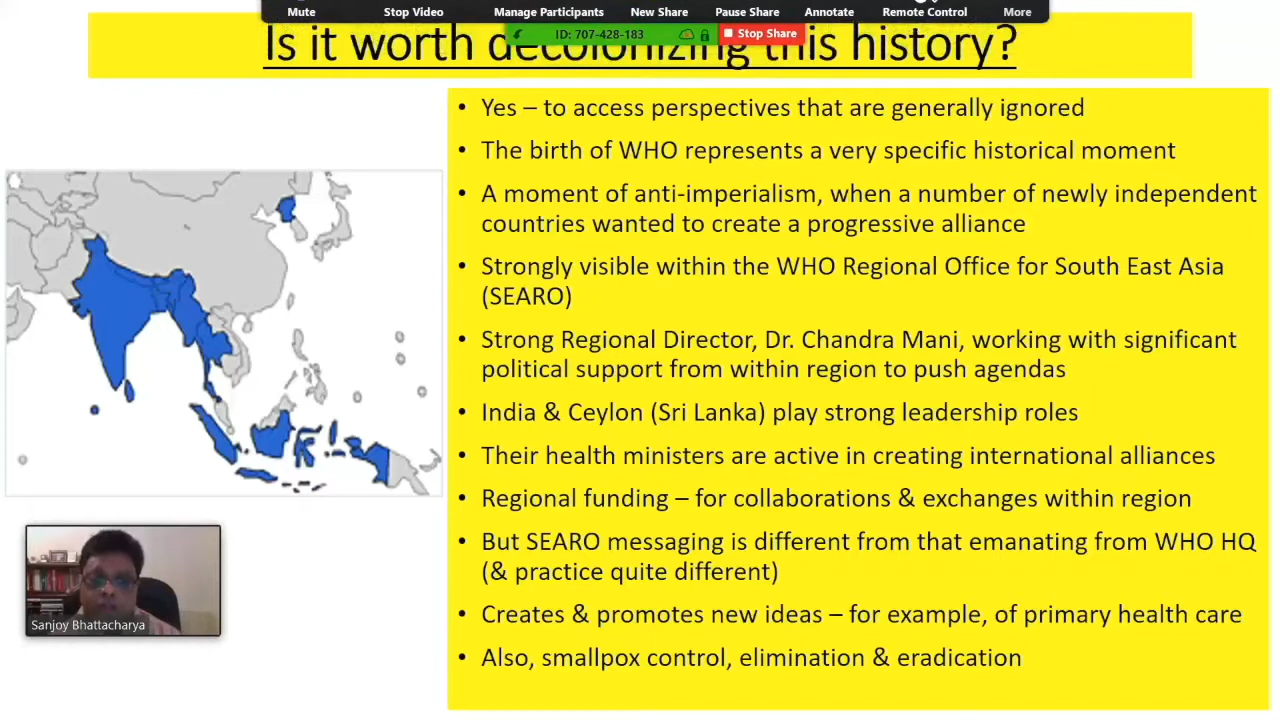 Mute Stop Video Manage Participants New Share Pause Share Annotate Remote Control More
ID: 707-428-183 Stop Share
Is it worth decolonizing this history?
• Yes – to access perspectives that are generally ignored
• The birth of WHO represents a very specific historical moment
• A moment of anti-imperialism, when a number of newly independent
countries wanted to create a progressive alliance
• Strongly visible within the WHO Regional Office for South East Asia
(SEARO)
• Strong Regional Director, Dr. Chandra Mani, working with significant
political support from within region to push agendas
• India & Ceylon (Sri Lanka) play strong leadership roles
• Their health ministers are active in creating international alliances
• Regional funding – for collaborations & exchanges within region
• But SEARO messaging is different from that emanating from WHO HQ
(& practice quite different)
• Creates & promotes new ideas – for example, of primary health care
• Also, smallpox control, elimination & eradication
Sanjoy Bhattacharya